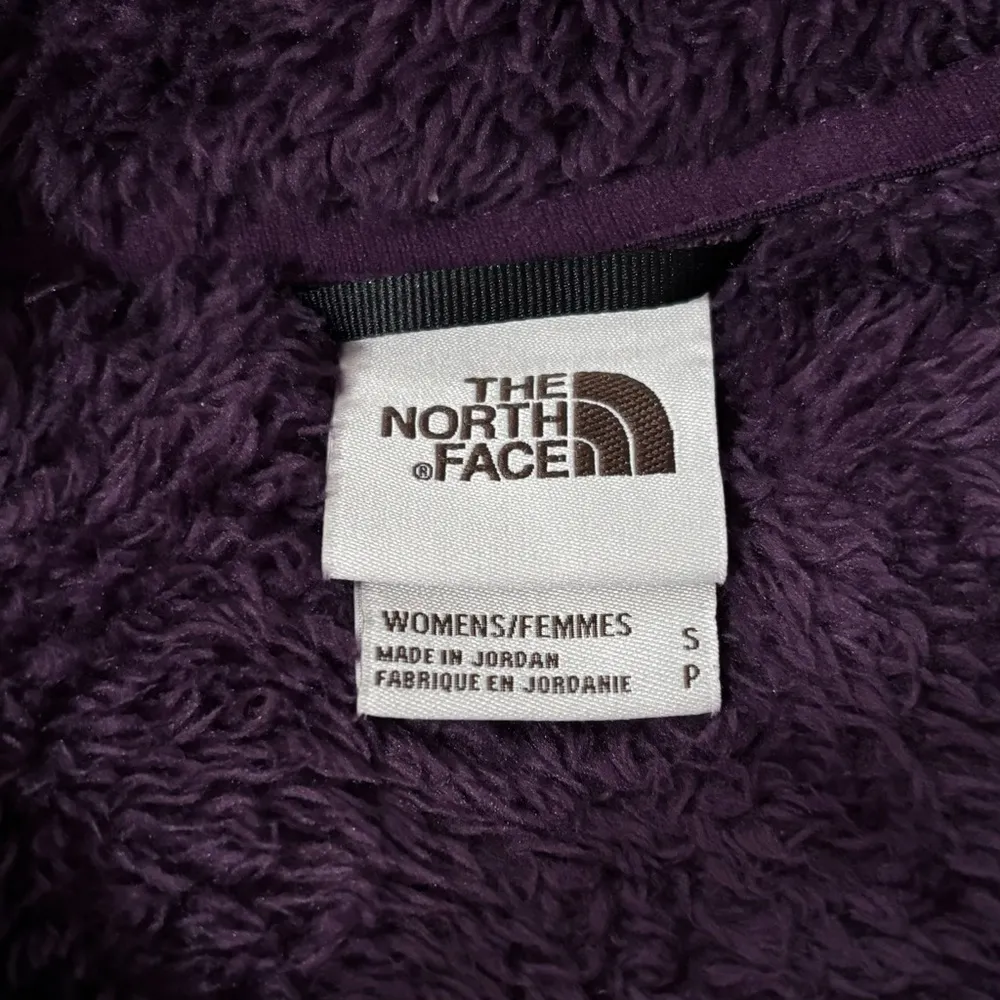 THE
NORTH
®FACE
WOMENS/FEMMES S
MADE IN JORDAN
FABRIQUE EN JORDANIE P